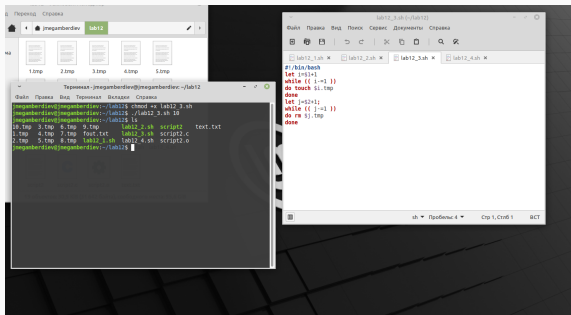 Переход Справка
jmegamberdiev lab12
1.tmp 2.tmp 3.tmp 4.tmp 5.tmp
Терминал - jmegamberdiev@jmegamberdiev: ~/lab12
Файл Правка Вид Терминал Вкладки Справка
jmegamberdiev@jmegamberdiev:~/lab12$ chmod +x lab12_3.sh
jmegamberdiev@jmegamberdiev:~/lab12$ ./lab12_3.sh 10
jmegamberdiev@jmegamberdiev:~/lab12$ ls
10.tmp 3.tmp 6.tmp 9.tmp lab12_2.sh script2 text.txt
1.tmp 4.tmp 7.tmp fout.txt lab12_3.sh script2.c
2.tmp 5.tmp 8.tmp lab12_1.sh lab12_4.sh script2.o
jmegamberdiev@jmegamberdiev:~/lab12$
lab12_3.sh (~/lab12)
Файл Правка Вид Поиск Сервис Документы Справка
lab12_1.sh × lab12_2.sh × lab12_3.sh × lab12_4.sh ×
#!/bin/bash
let i=$1+1
while (( i-=1 ))
do touch $i.tmp
done
let j=$2+1;
while (( j-=1 ))
do rm $j.tmp
done
sh Пробелы: 4 Стр 1, Стлб 1 ВСТ